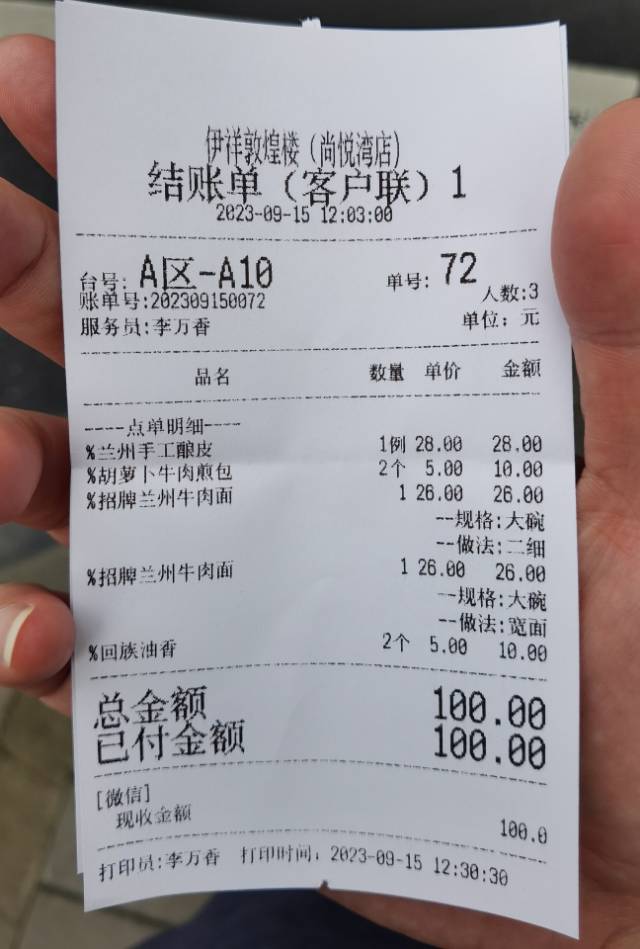 伊祥敦煌楼（尚悦湾店）
结账单（客户联）1
2023-09-15 12:03:00
台号: A区-A10 单号: 72
账单号:202309150072 人数:3
服务员:李万香 单位: 元
品名 数量 单价 金额
----点单明细----
%兰州手工酿皮 1例 28.00 28.00
%胡萝卜牛肉煎包 2个 5.00 10.00
%招牌兰州牛肉面 1 26.00 26.00
--规格:大碗
--做法:二细
%招牌兰州牛肉面 1 26.00 26.00
--规格:大碗
--做法:宽面
%回族油香 2个 5.00 10.00
总金额 100.00
已付金额 100.00
[微信]
现收金额 100.0
打印员:李万香 打印时间: 2023-09-15 12:30:30